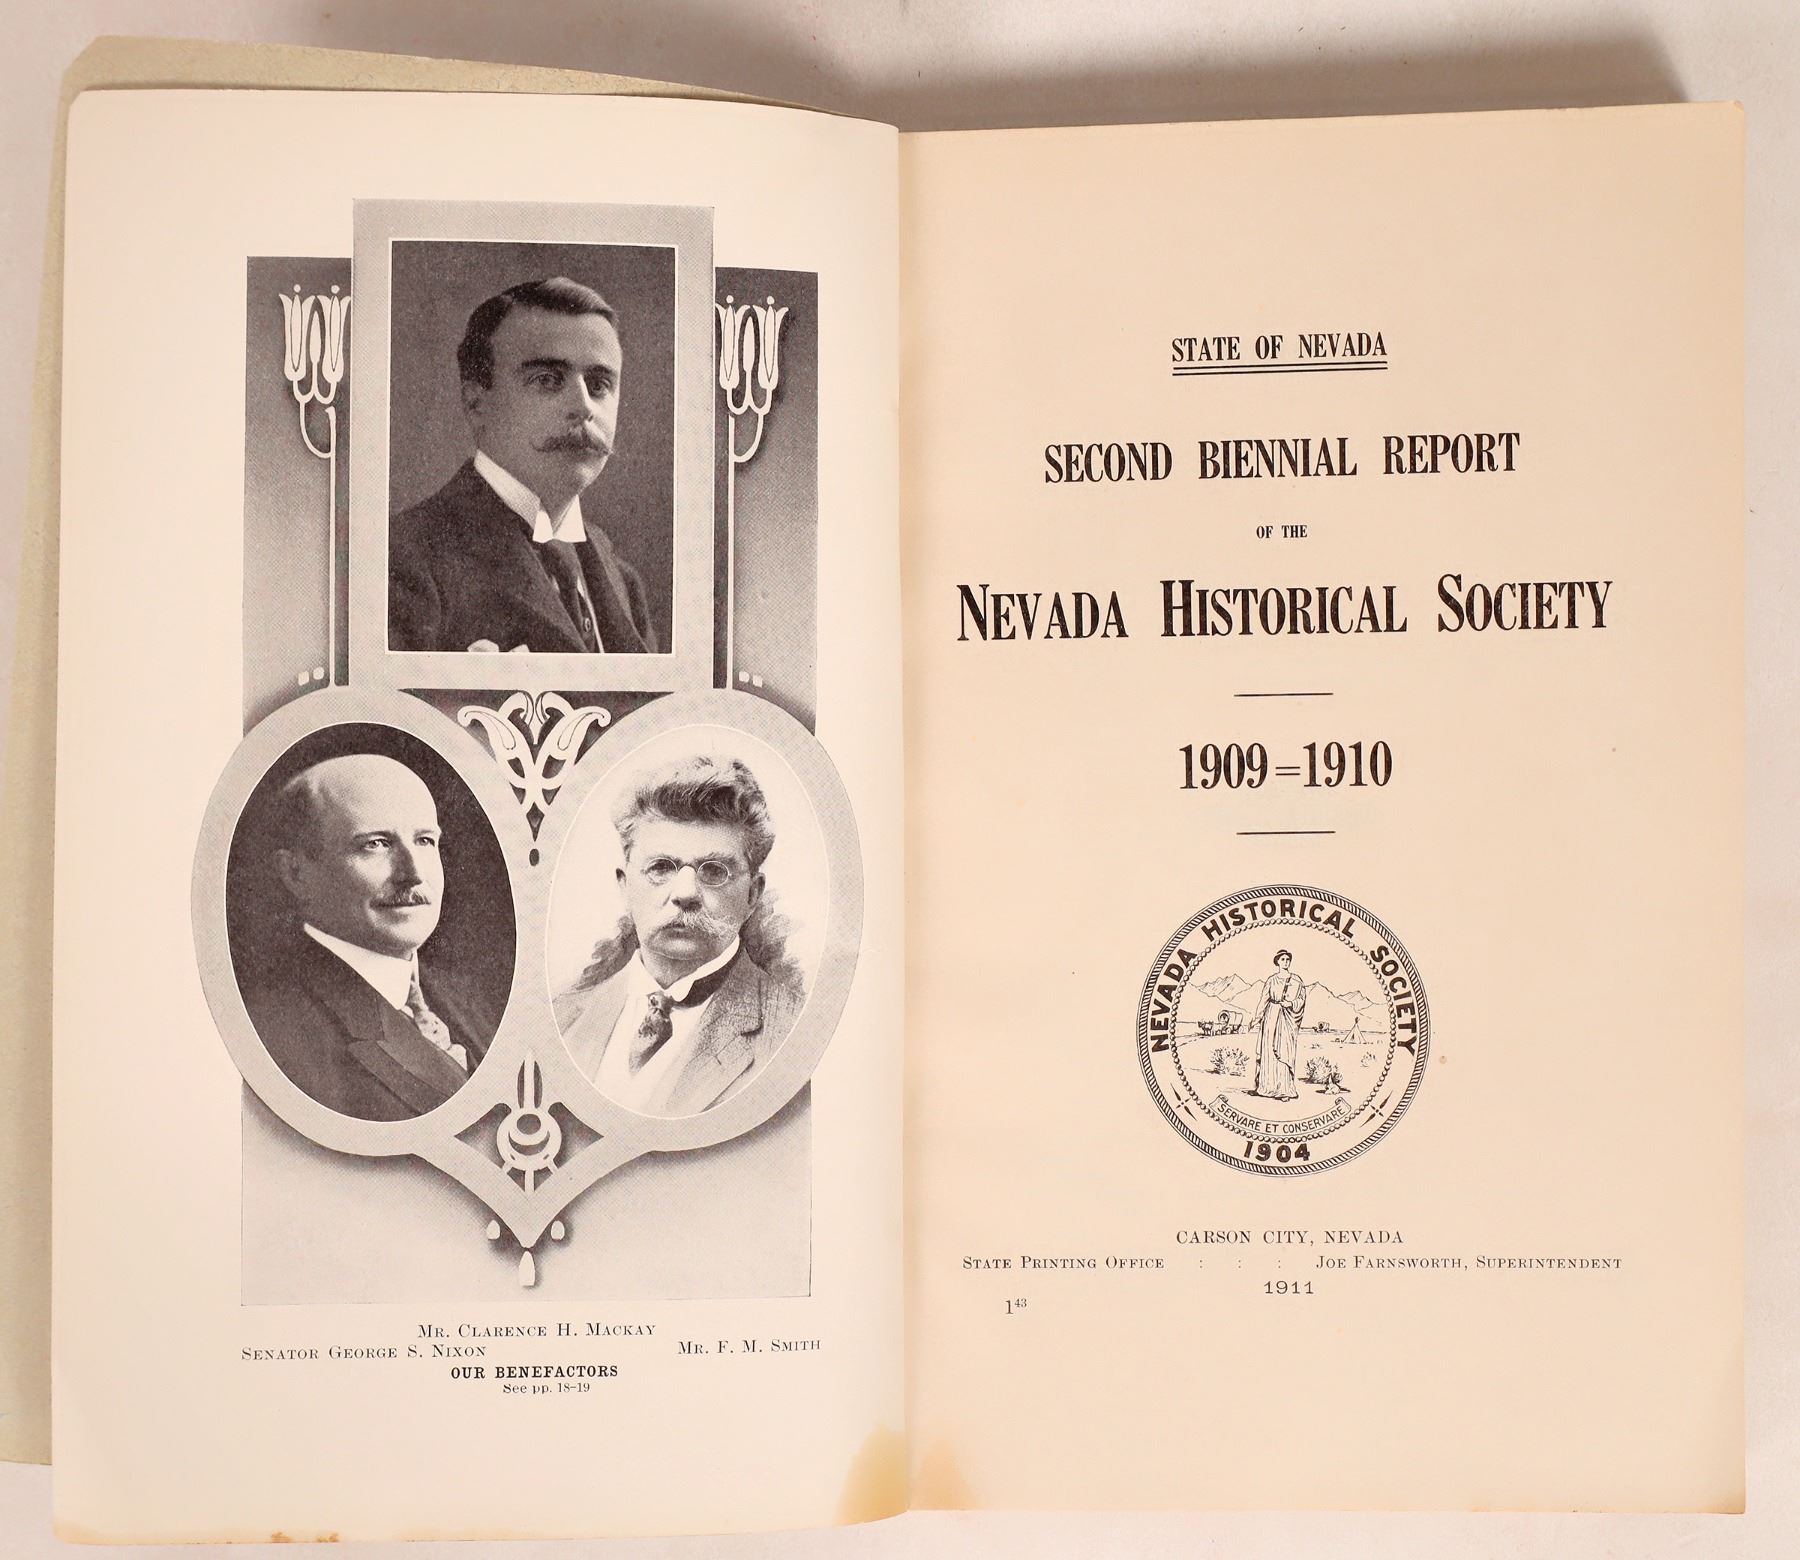 Mr. Clarence H. Mackay
Senator George S. Nixon Mr. F. M. Smith
OUR BENEFACTORS
See pp. 18-19
STATE OF NEVADA
SECOND BIENNIAL REPORT
OF THE
NEVADA HISTORICAL SOCIETY
1909=1910
NEVADA HISTORICAL SOCIETY
SERVARE ET CONSERVARE
1904
CARSON CITY, NEVADA
State Printing Office : : : Joe Farnsworth, Superintendent
1911
1⁴³